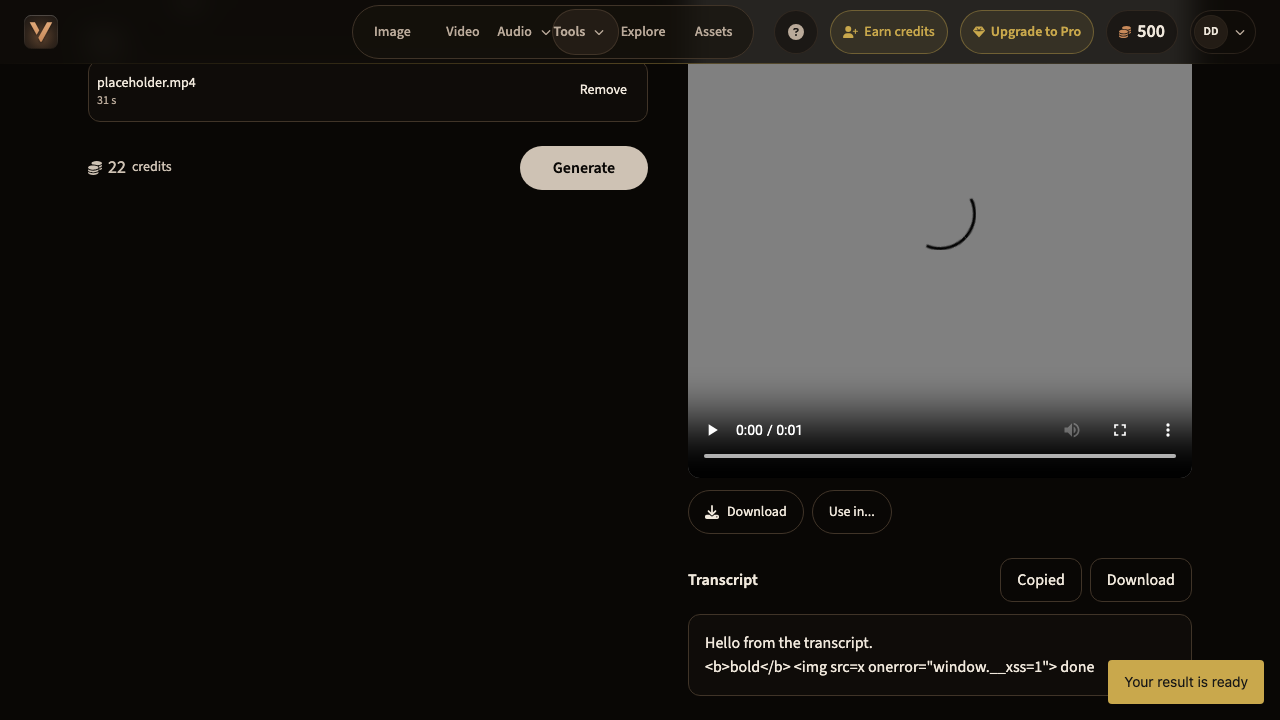 Image Video Audio Tools Explore Assets ? Earn credits Upgrade to Pro 500 DD
placeholder.mp4
31 s
Remove
22 credits
Generate
0:00 / 0:01
Download Use in...
Transcript Copied Download
Hello from the transcript.
<b>bold</b> <img src=x onerror="window.__xss=1"> done
Your result is ready